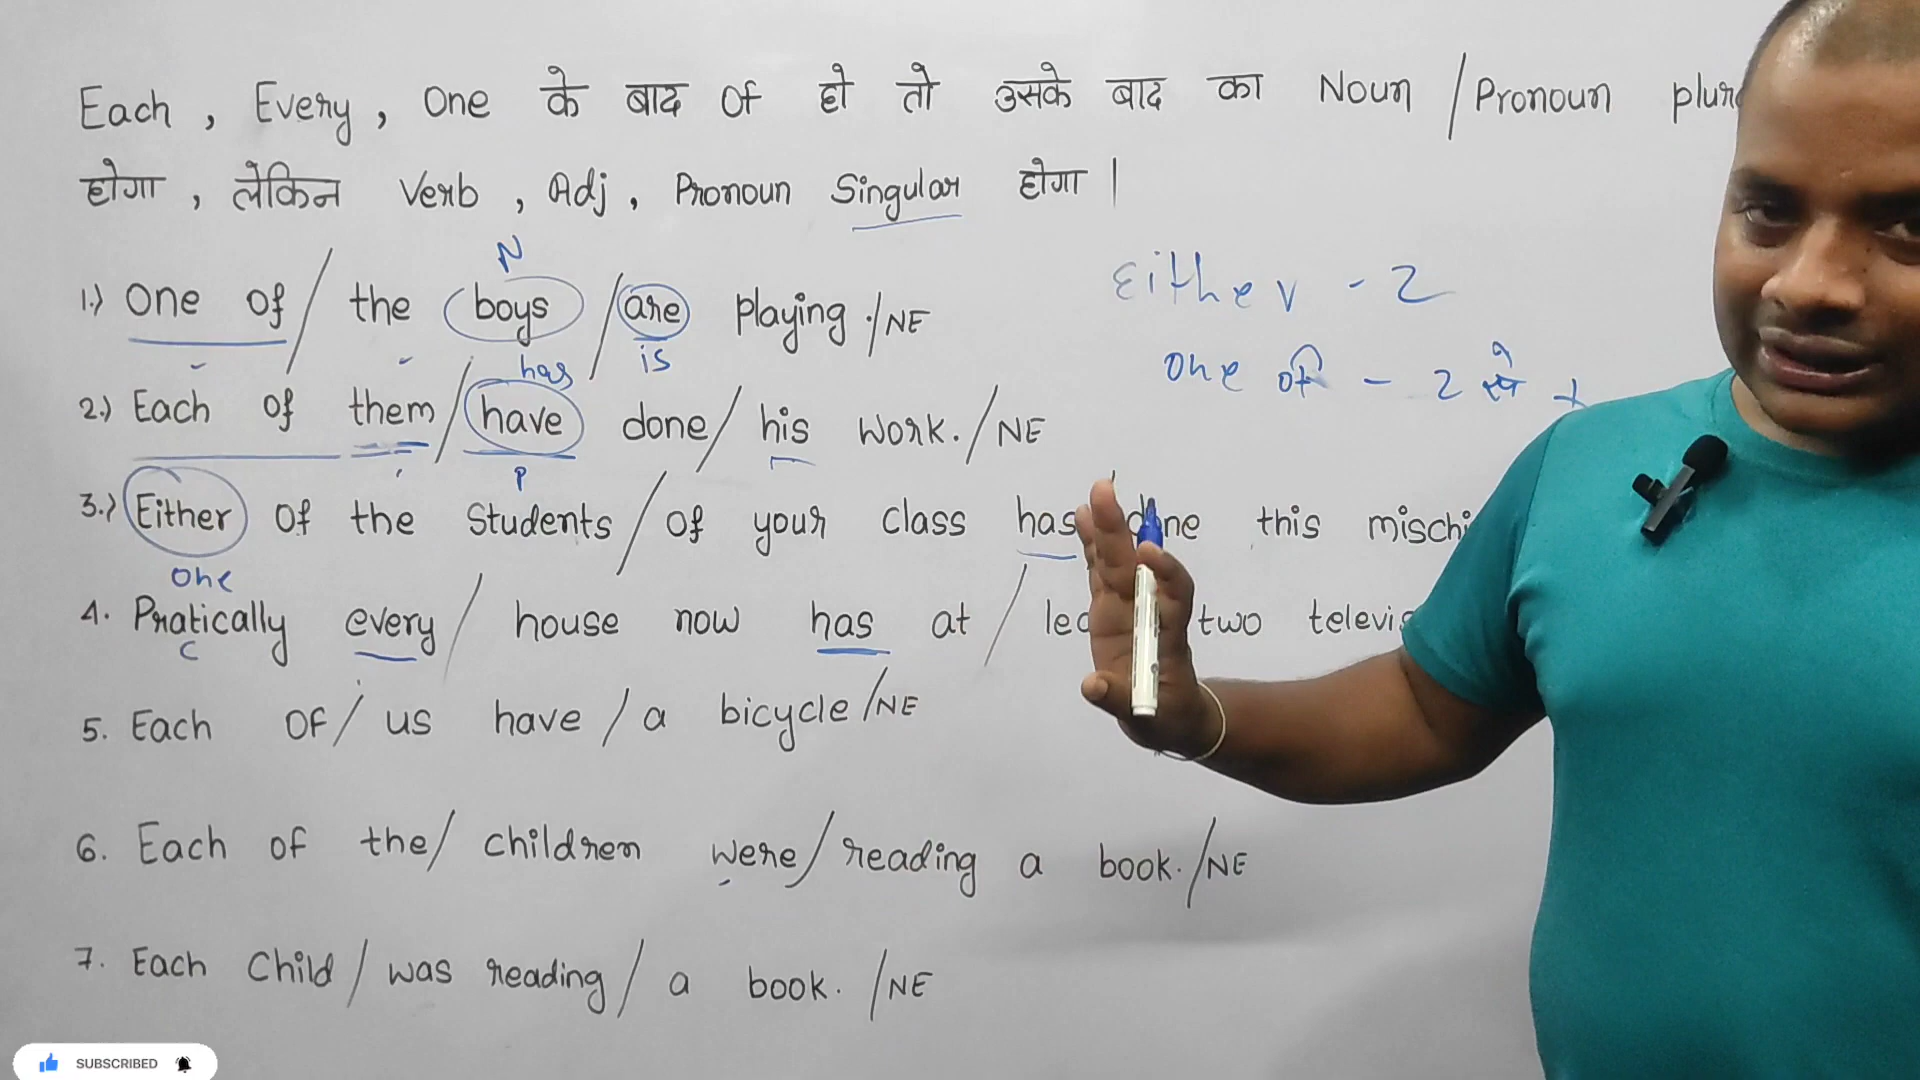 Each , Every , One के बाद of हो तो उसके बाद का Noun / Pronoun
होगा , लेकिन Verb , Adj , Pronoun Singular होगा |
N
1.) One of / the boys / are playing . / NE
is
Either - 2
has
one of - 2 से +
2.) Each of them / have done / his work. / NE
P
3.) Either of the Students / of your class has done this
one
4. Pratically every / house now has at / two
C
5. Each of / us have / a bicycle / NE
6. Each of the / children were / reading a book. / NE
7. Each Child / was reading / a book. / NE
SUBSCRIBED